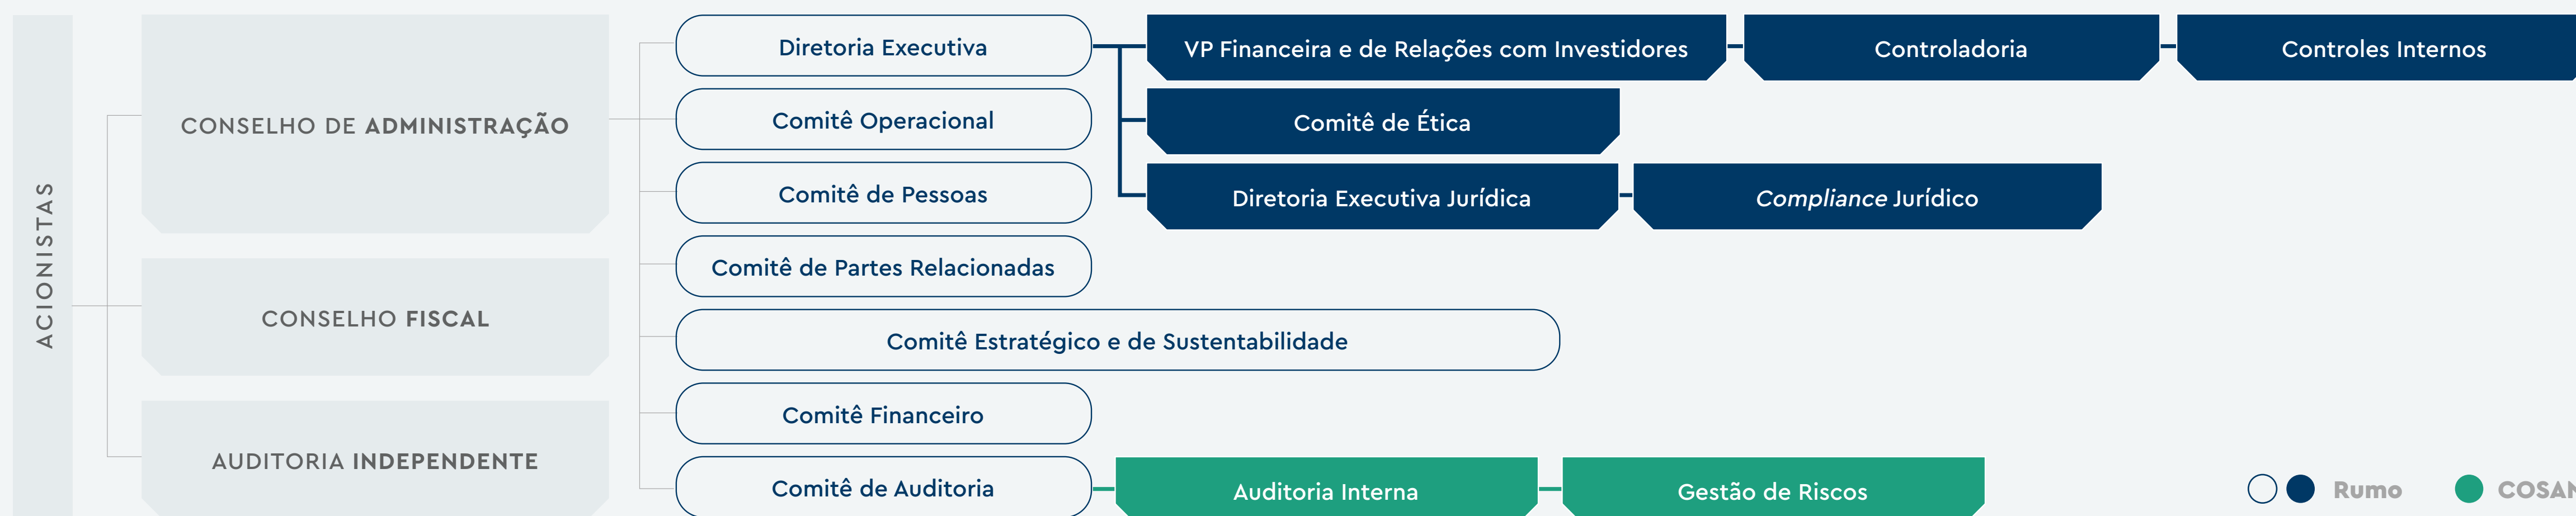 ACIONISTAS
CONSELHO DE ADMINISTRAÇÃO
CONSELHO FISCAL
AUDITORIA INDEPENDENTE
Diretoria Executiva
Comitê Operacional
Comitê de Pessoas
Comitê de Partes Relacionadas
Comitê Estratégico e de Sustentabilidade
Comitê Financeiro
Comitê de Auditoria
VP Financeira e de Relações com Investidores
Controladoria
Controles Internos
Comitê de Ética
Diretoria Executiva Jurídica
Compliance Jurídico
Auditoria Interna
Gestão de Riscos
Rumo
COSAN